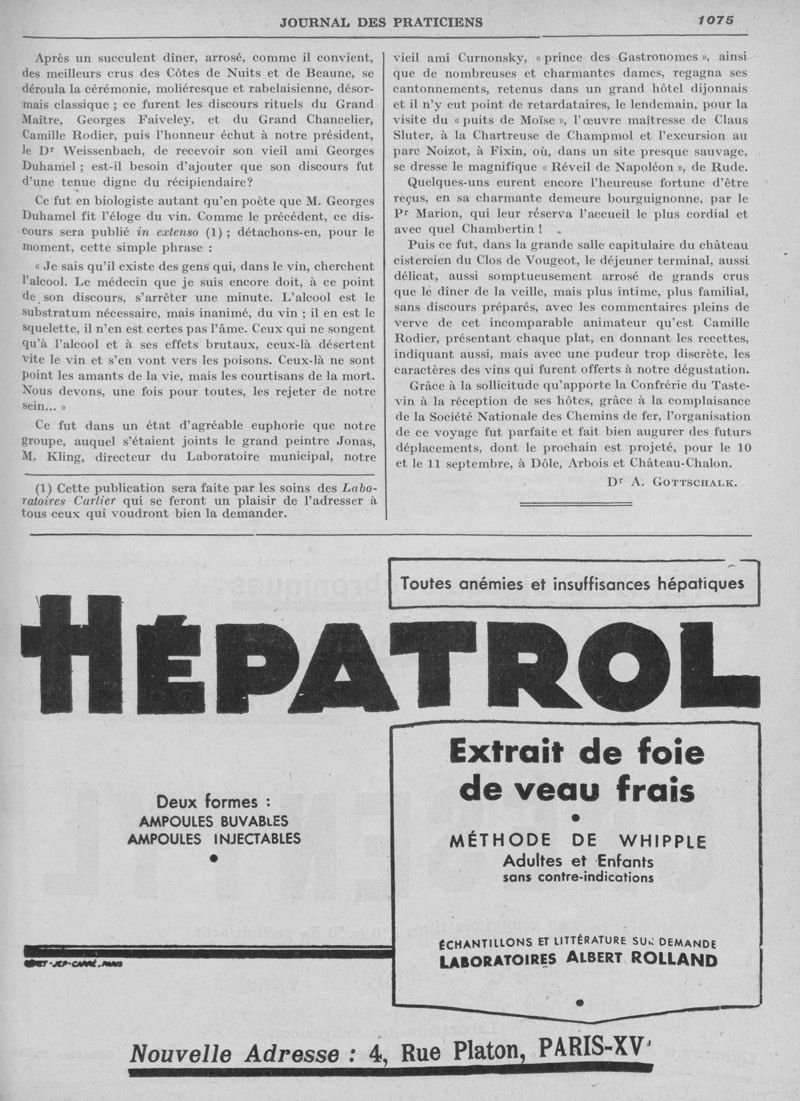 JOURNAL DES PRATICIENS
1075
Après un succulent dîner, arrosé, comme il convient,
des meilleurs crus des Côtes de Nuits et de Beaune, se
déroula la cérémonie, moliéresque et rabelaisienne, désor-
mais classique ; ce furent les discours rituels du Grand
Maître, Georges Faiveley, et du Grand Chancelier,
Camille Rodier, puis l'honneur échut à notre président,
le Dr Weissenbach, de recevoir son vieil ami Georges
Duhamel ; est-il besoin d'ajouter que son discours fut
d'une tenue digne du récipiendaire?
Ce fut en biologiste autant qu'en poète que M. Georges
Duhamel fit l'éloge du vin. Comme le précédent, ce dis-
cours sera publié in extenso (1) ; détachons-en, pour le
moment, cette simple phrase :
« Je sais qu'il existe des gens qui, dans le vin, cherchent
l'alcool. Le médecin que je suis encore doit, à ce point
de son discours, s'arrêter une minute. L'alcool est le
substratum nécessaire, mais inanimé, du vin ; il en est le
squelette, il n'en est certes pas l'âme. Ceux qui ne songent
qu'à l'alcool et à ses effets brutaux, ceux-là désertent
vite le vin et s'en vont vers les poisons. Ceux-là ne sont
point les amants de la vie, mais les courtisans de la mort.
Nous devons, une fois pour toutes, les rejeter de notre
sein... »
Ce fut dans un état d'agréable euphorie que notre
groupe, auquel s'étaient joints le grand peintre Jonas,
M. Kling, directeur du Laboratoire municipal, notre
(1) Cette publication sera faite par les soins des Labo-
ratoires Cartier qui se feront un plaisir de l'adresser à
tous ceux qui voudront bien la demander.
vieil ami Curnonsky, « prince des Gastronomes », ainsi
que de nombreuses et charmantes dames, regagna ses
cantonnements, retenus dans un grand hôtel dijonnais
et il n'y eut point de retardataires, le lendemain, pour la
visite du « puits de Moïse », l'œuvre maîtresse de Claus
Sluter, à la Chartreuse de Champmol et l'excursion au
parc Noizot, à Fixin, où, dans un site presque sauvage,
se dresse le magnifique « Réveil de Napoléon », de Rude.
Quelques-uns eurent encore l'heureuse fortune d'être
reçus, en sa charmante demeure bourguignonne, par le
Pr Marion, qui leur réserva l'accueil le plus cordial et
avec quel Chambertin !
Puis ce fut, dans la grande salle capitulaire du château
cistercien du Clos de Vougeot, le déjeuner terminal, aussi
délicat, aussi somptueusement arrosé de grands crus
que le dîner de la veille, mais plus intime, plus familial,
sans discours préparés, avec les commentaires pleins de
verve de cet incomparable animateur qu'est Camille
Rodier, présentant chaque plat, en donnant les recettes,
indiquant aussi, mais avec une pudeur trop discrète, les
caractères des vins qui furent offerts à notre dégustation.
Grâce à la sollicitude qu'apporte la Confrérie du Taste-
vin à la réception de ses hôtes, grâce à la complaisance
de la Société Nationale des Chemins de fer, l'organisation
de ce voyage fut parfaite et fait bien augurer des futurs
déplacements, dont le prochain est projeté, pour le 10
et le 11 septembre, à Dôle, Arbois et Château-Chalon.
Dr A. GOTTSCHALK.
Toutes anémies et insuffisances hépatiques
HÉPATROL
Deux formes :
AMPOULES BUVABLES
AMPOULES INJECTABLES
Extrait de foie
de veau frais
MÉTHODE DE WHIPPLE
Adultes et Enfants
sans contre-indications
ÉCHANTILLONS ET LITTÉRATURE SUR DEMANDE
LABORATOIRES ALBERT ROLLAND
-JEP-CARRÉ.PARIS
Nouvelle Adresse : 4, Rue Platon, PARIS-XV